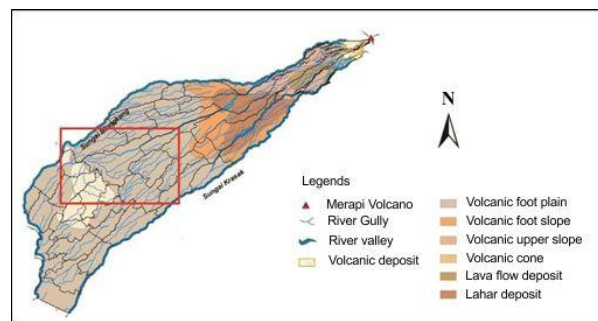 N
Sungai Krasak
Legends
Merapi Volcano
River Gully
River valley
Volcanic deposit
Volcanic foot plain
Volcanic foot slope
Volcanic upper slope
Volcanic cone
Lava flow deposit
Lahar deposit